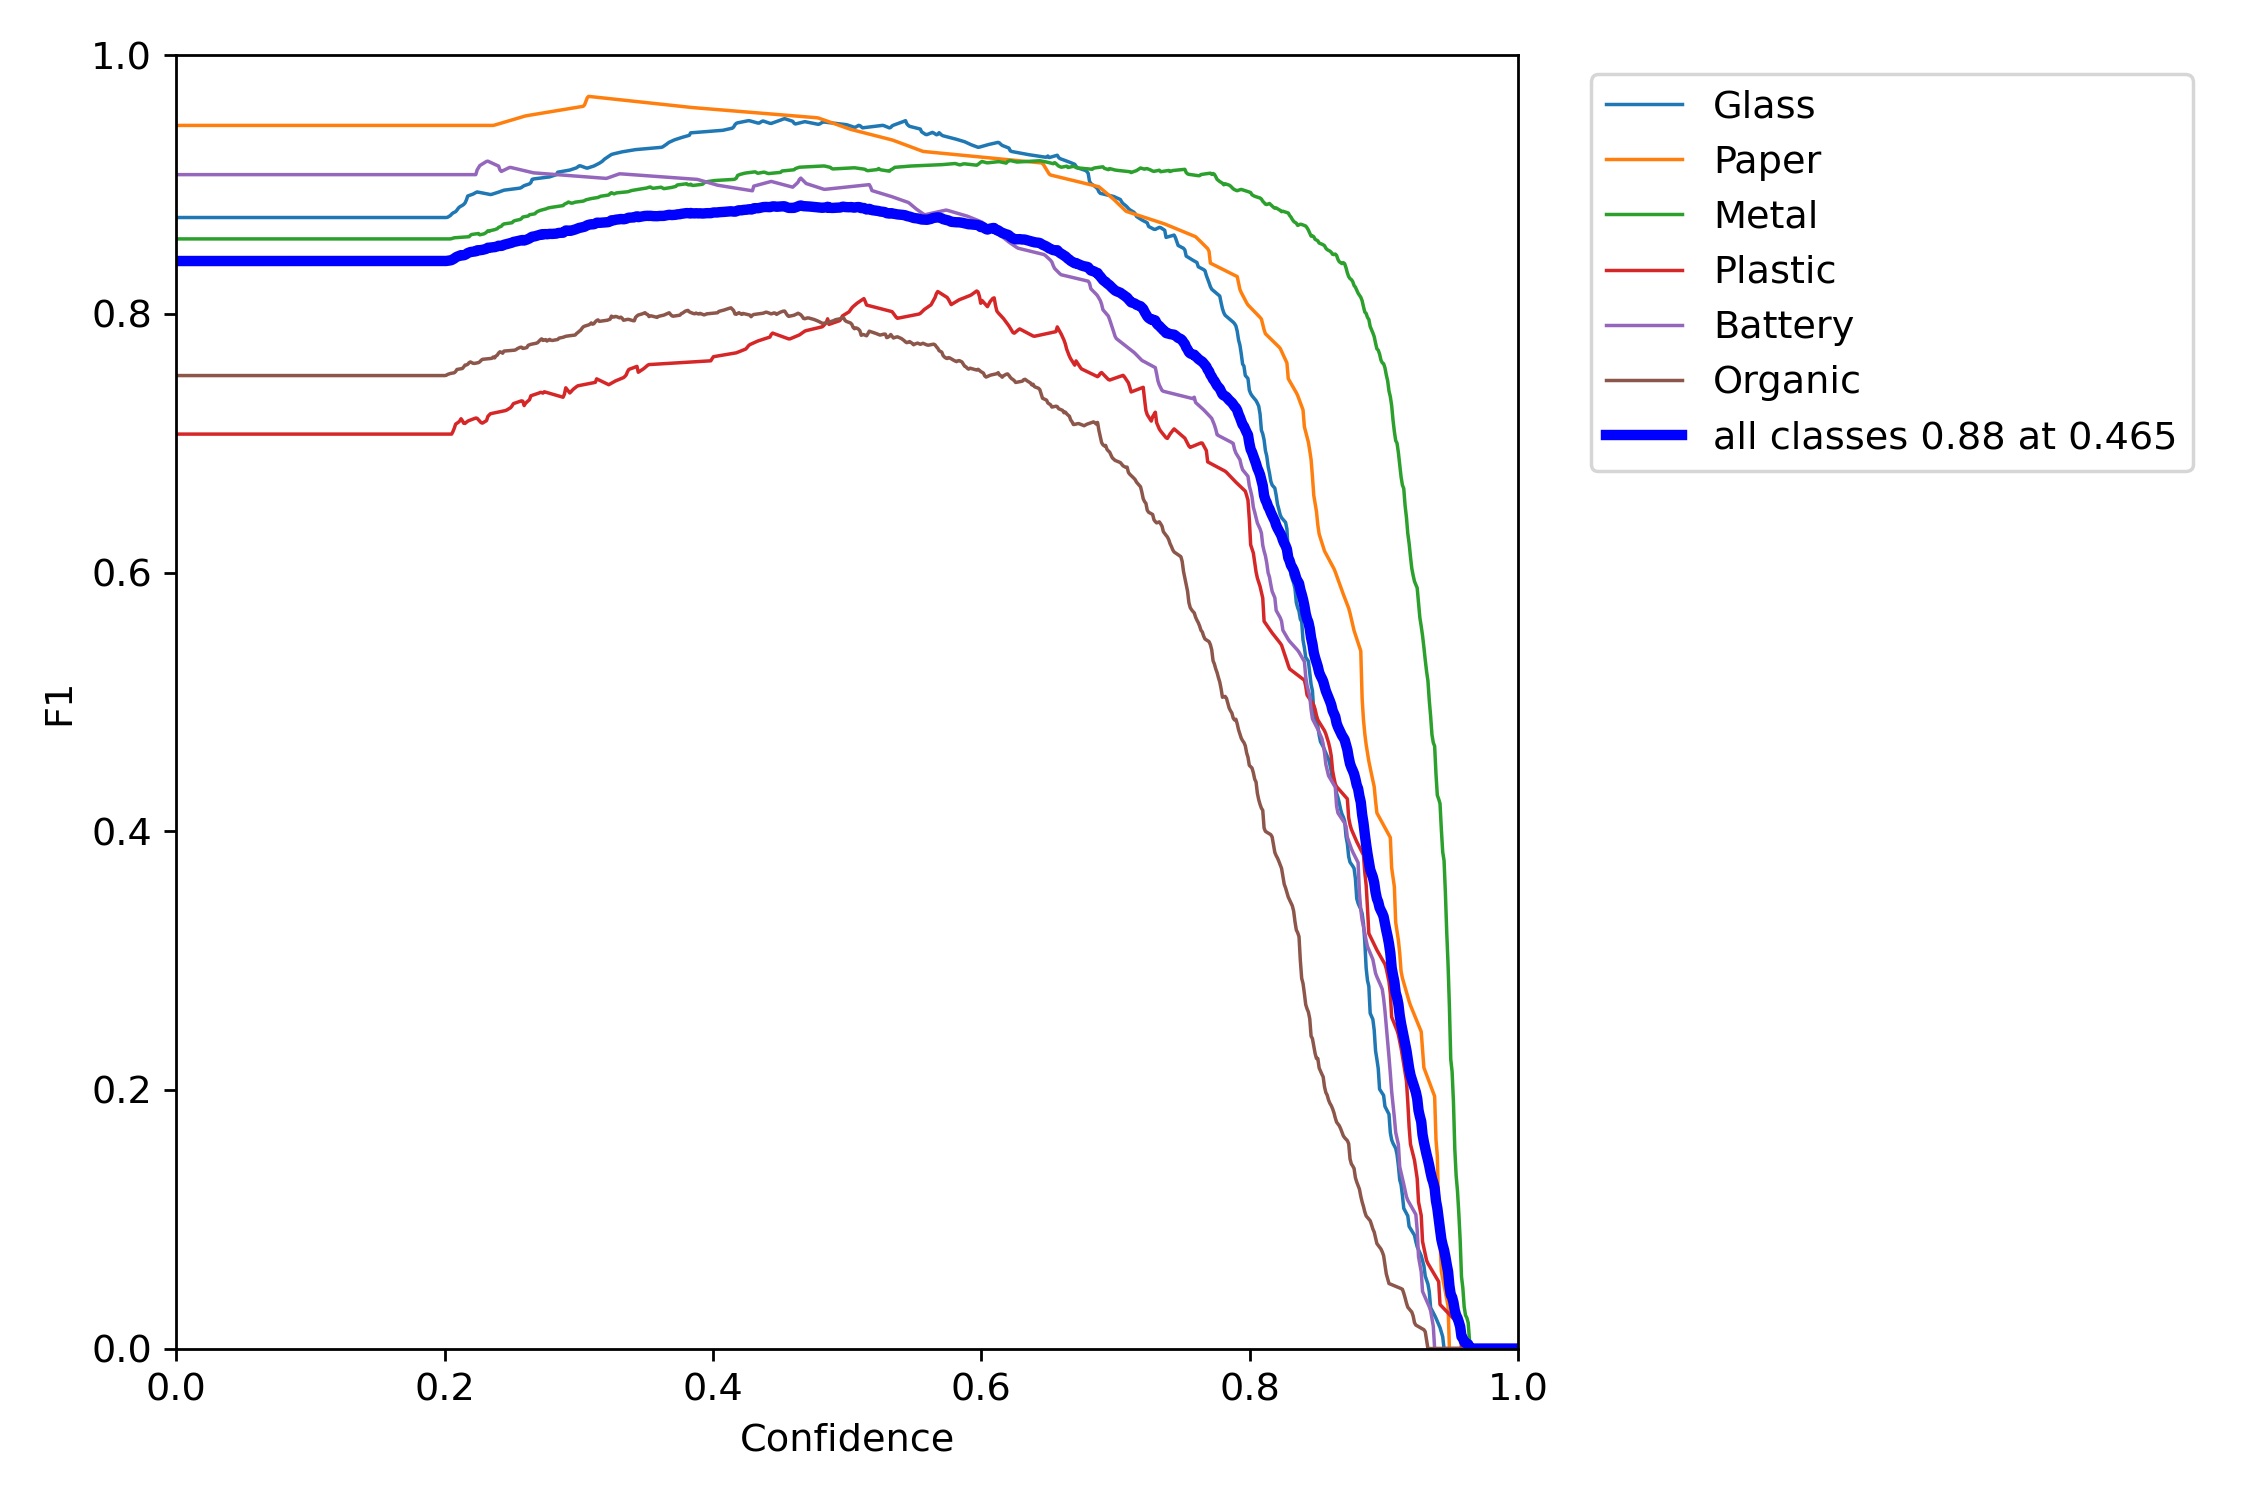 1.0
0.8
0.6
0.4
0.2
0.0
F1
0.0 0.2 0.4 0.6 0.8 1.0
Confidence
Glass
Paper
Metal
Plastic
Battery
Organic
all classes 0.88 at 0.465